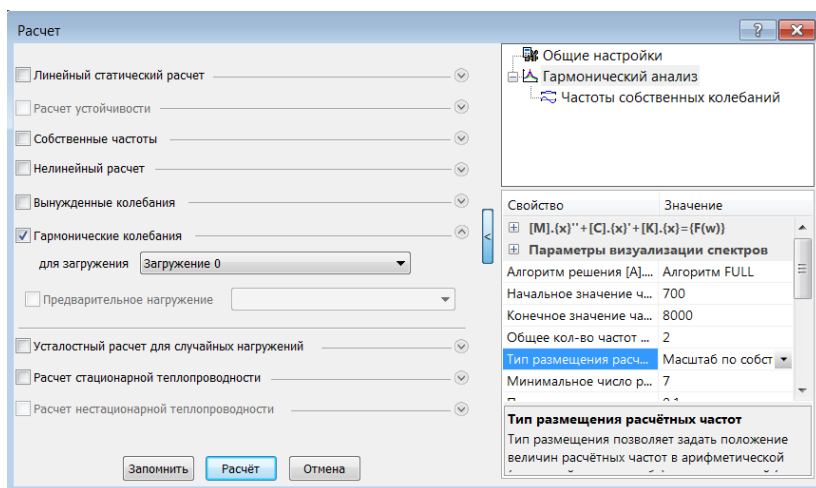 Расчет
Линейный статический расчет
Расчет устойчивости
Собственные частоты
Нелинейный расчет
Вынужденные колебания
Гармонические колебания
для загружения Загружение 0
Предварительное нагружение
Усталостный расчет для случайных нагружений
Расчет стационарной теплопроводности
Расчет нестационарной теплопроводности
Запомнить Расчёт Отмена
<
Общие настройки
Гармонический анализ
Частоты собственных колебаний
Свойство Значение
[M].{x}''+[C].{x}'+[K].{x}={F(w)}
Параметры визуализации спектров
Алгоритм решения [A].... Алгоритм FULL
Начальное значение ч... 700
Конечное значение ча... 8000
Общее кол-во частот ... 2
Тип размещения расч... Масштаб по собст
Минимальное число р... 7
Тип размещения расчётных частот
Тип размещения позволяет задать положение
величин расчётных частот в арифметической